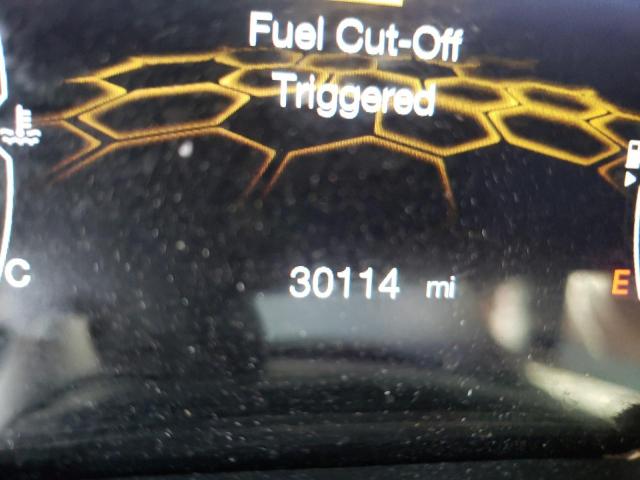 Fuel Cut-Off
Triggered
C
30114 mi
E